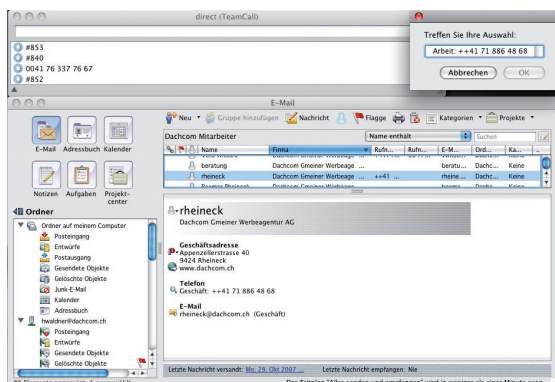 direct (TeamCall)
#853
#840
0041 76 337 76 67
#852
Treffen Sie Ihre Auswahl:
Arbeit: ++41 71 886 48 68
Abbrechen OK
E-Mail
Neu Gruppe hinzufügen Nachricht Flagge Kategorien Projekte
E-Mail Adressbuch Kalender
Notizen Aufgaben Projekt-
center
Dachcom Mitarbeiter Name enthält Suchen
Name Firma Rufn... Rufn... E-M... Ord... Ka...
Dachcom Gmeiner Werbeage ...
beratung Dachcom Gmeiner Werbeage ... beratu... Dachc... Keine
rheineck Dachcom Gmeiner Werbeage ... ++41 ... rheine ... Dachc... Keine
Ordner
Ordner auf meinem Computer
Posteingang
Entwürfe
Postausgang
Gesendete Objekte
Gelöschte Objekte
Junk-E-Mail
Kalender
Adressbuch
hwaldner@dachcom.ch
Posteingang
Entwürfe
Gesendete Objekte
Gelöschte Objekte
rheineck
Dachcom Gmeiner Werbeagentur AG
Geschäftsadresse
Appenzellerstrasse 40
9424 Rheineck
www.dachcom.ch
Telefon
Geschäft: ++41 71 886 48 68
E-Mail
rheineck@dachcom.ch (Geschäft)
Letzte Nachricht versandt: Mo, 29. Okt 2007 ... Letzte Nachricht empfangen: Nie